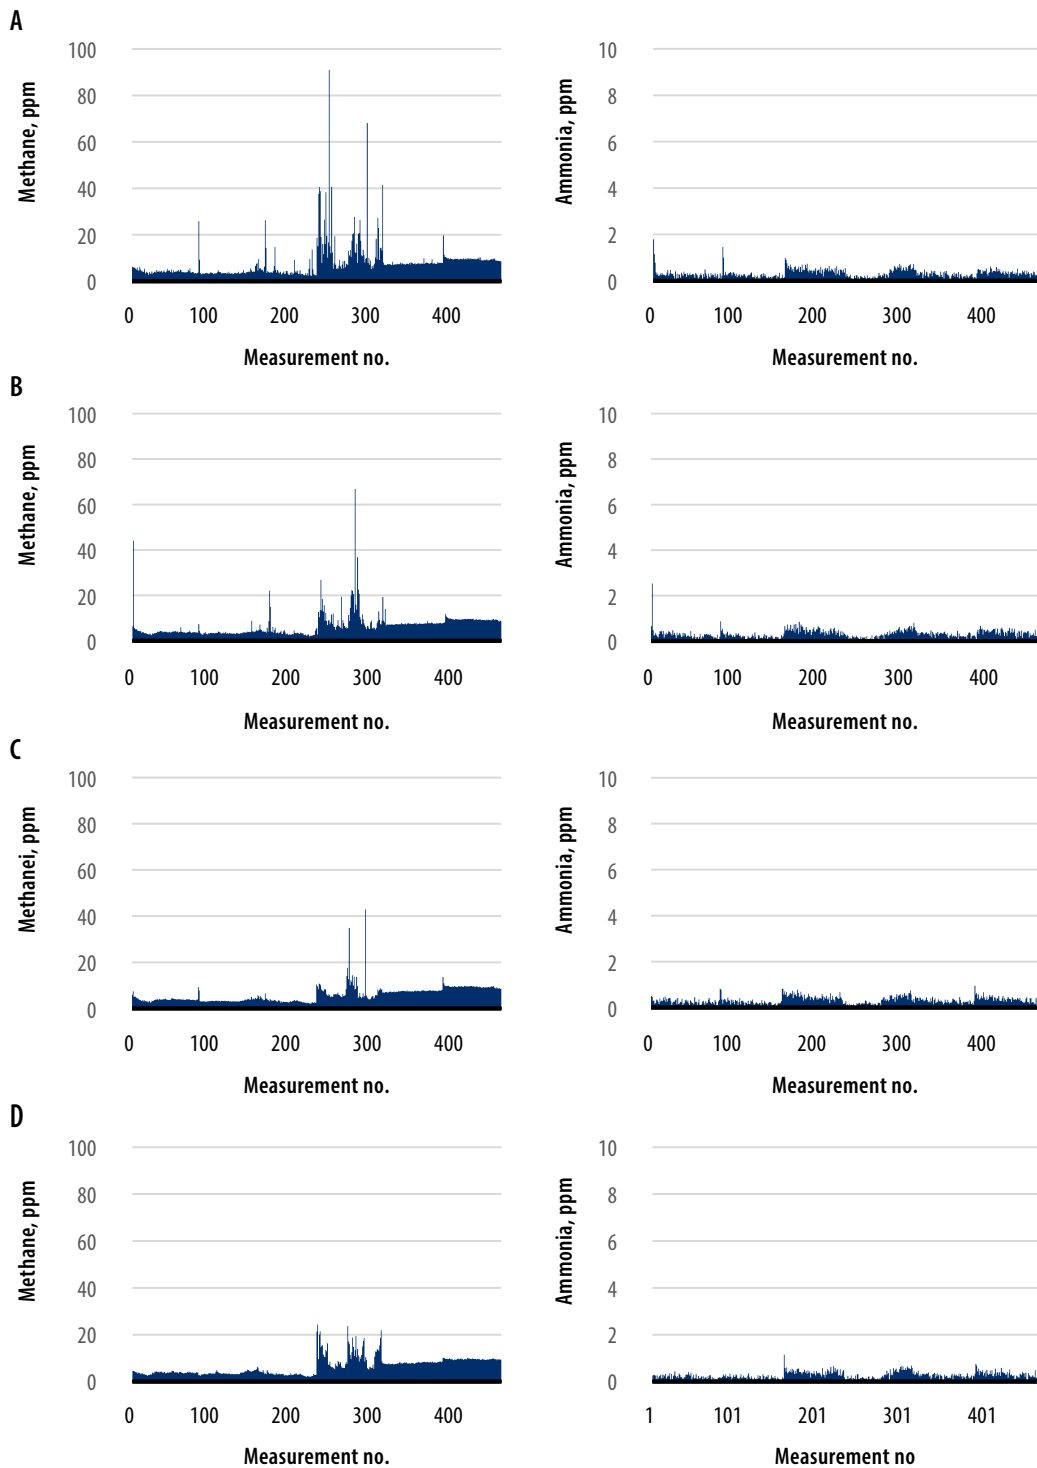 A
100
80
60
40
20
0
Methane, ppm
0 100 200 300 400
Measurement no.
10
8
6
4
2
0
Ammonia, ppm
0 100 200 300 400
Measurement no.
B
100
80
60
40
20
0
Methane, ppm
0 100 200 300 400
Measurement no.
10
8
6
4
2
0
Ammonia, ppm
0 100 200 300 400
Measurement no.
C
100
80
60
40
20
0
Methanei, ppm
0 100 200 300 400
Measurement no.
10
8
6
4
2
0
Ammonia, ppm
0 100 200 300 400
Measurement no.
D
100
80
60
40
20
0
Methane, ppm
0 100 200 300 400
Measurement no.
10
8
6
4
2
0
Ammonia, ppm
1 101 201 301 401
Measurement no